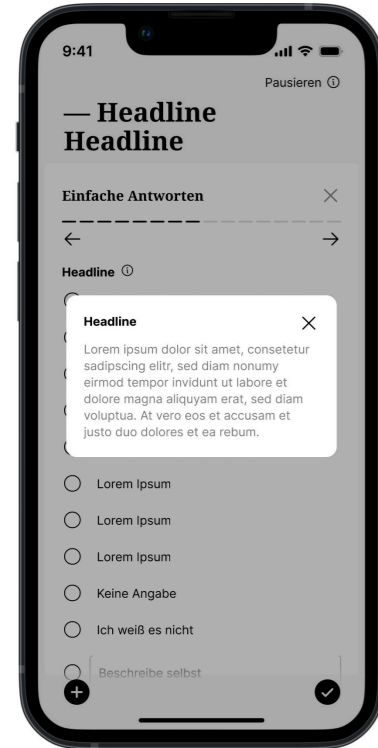 9:41
Pausieren
— Headline
Headline
Einfache Antworten
Headline
Headline
Lorem ipsum dolor sit amet, consetetur
sadipscing elitr, sed diam nonumy
eirmod tempor invidunt ut labore et
dolore magna aliquyam erat, sed diam
voluptua. At vero eos et accusam et
justo duo dolores et ea rebum.
Lorem Ipsum
Lorem Ipsum
Lorem Ipsum
Keine Angabe
Ich weiß es nicht
Beschreibe selbst